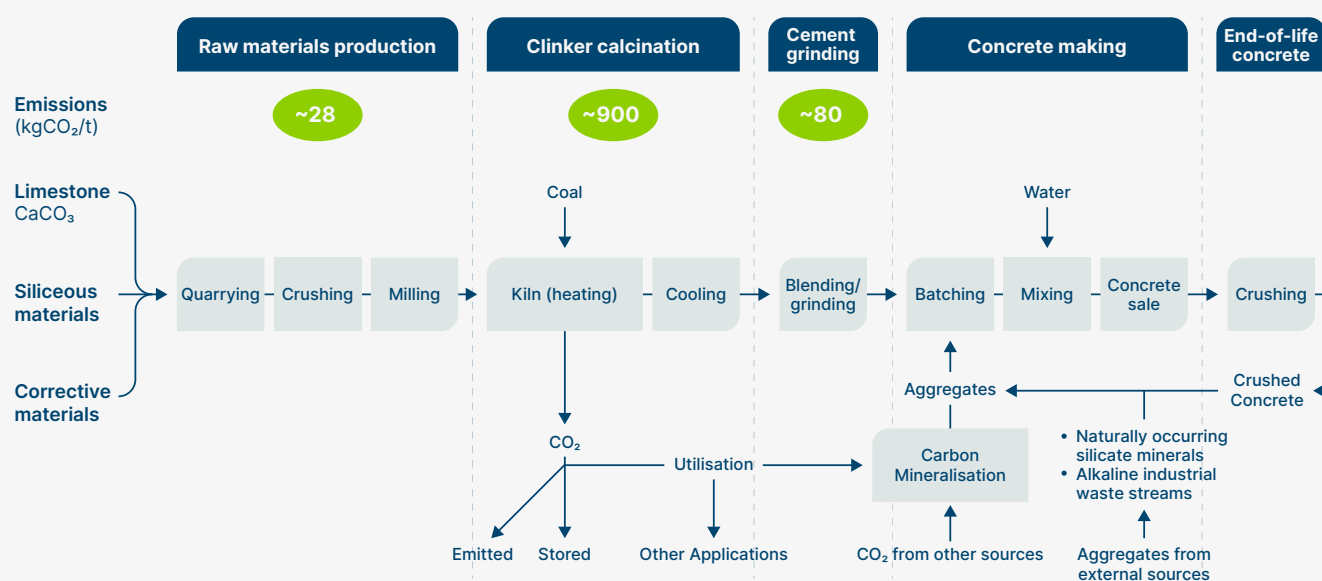 Raw materials production
Clinker calcination
Cement
grinding
Concrete making
End-of-life
concrete
Emissions
(kgCO₂/t)
~28
~900
~80
Limestone
CaCO₃
Coal
Water
Siliceous
materials
Quarrying
Crushing
Milling
Kiln (heating)
Cooling
Blending/
grinding
Batching
Mixing
Concrete
sale
Crushing
Corrective
materials
Aggregates
Crushed
Concrete
CO₂
Utilisation
Carbon
Mineralisation
• Naturally occurring
silicate minerals
• Alkaline industrial
waste streams
Emitted
Stored
Other Applications
CO₂ from other sources
Aggregates from
external sources